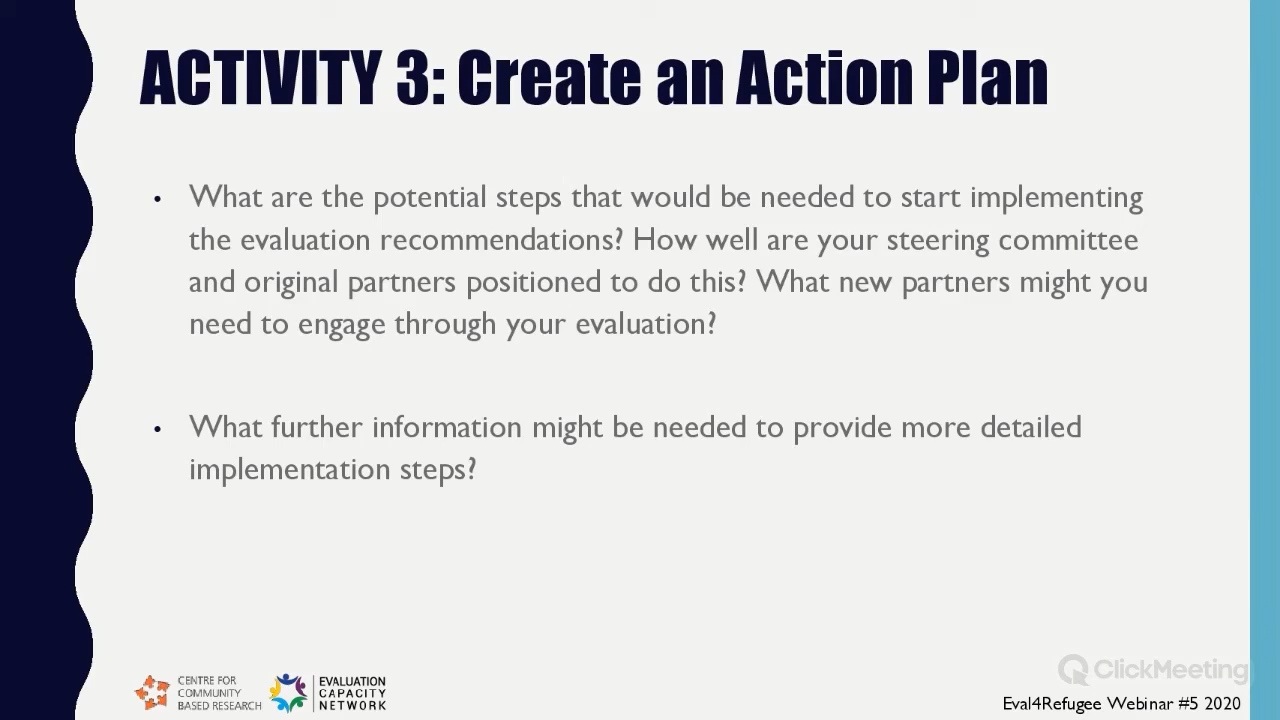 ACTIVITY 3: Create an Action Plan
• What are the potential steps that would be needed to start implementing
the evaluation recommendations? How well are your steering committee
and original partners positioned to do this? What new partners might you
need to engage through your evaluation?
• What further information might be needed to provide more detailed
implementation steps?
CENTRE FOR
COMMUNITY
BASED RESEARCH
EVALUATION
CAPACITY
NETWORK
ClickMeeting
Eval4Refugee Webinar #5 2020